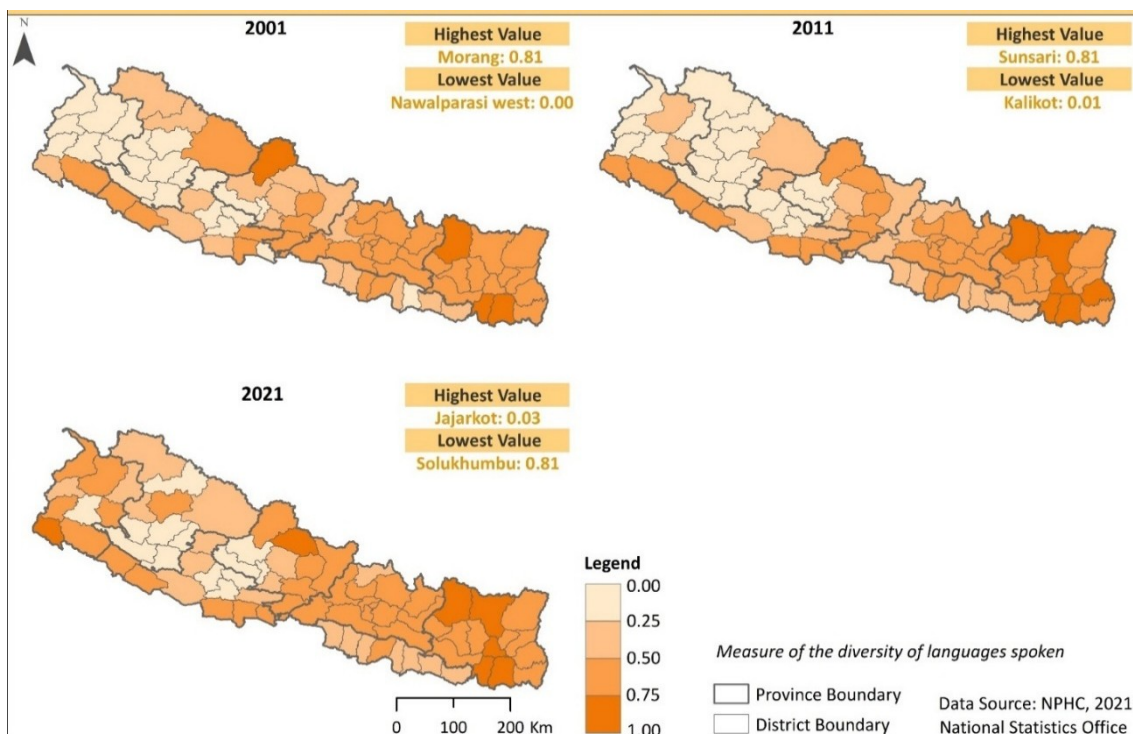 N
2001
Highest Value
Morang: 0.81
Lowest Value
Nawalparasi west: 0.00
2011
Highest Value
Sunsari: 0.81
Lowest Value
Kalikot: 0.01
2021
Highest Value
Jajarkot: 0.03
Lowest Value
Solukhumbu: 0.81
Legend
0.00
0.25
0.50
0.75
1.00
0 100 200 Km
Measure of the diversity of languages spoken
Province Boundary
District Boundary
Data Source: NPHC, 2021
National Statistics Office